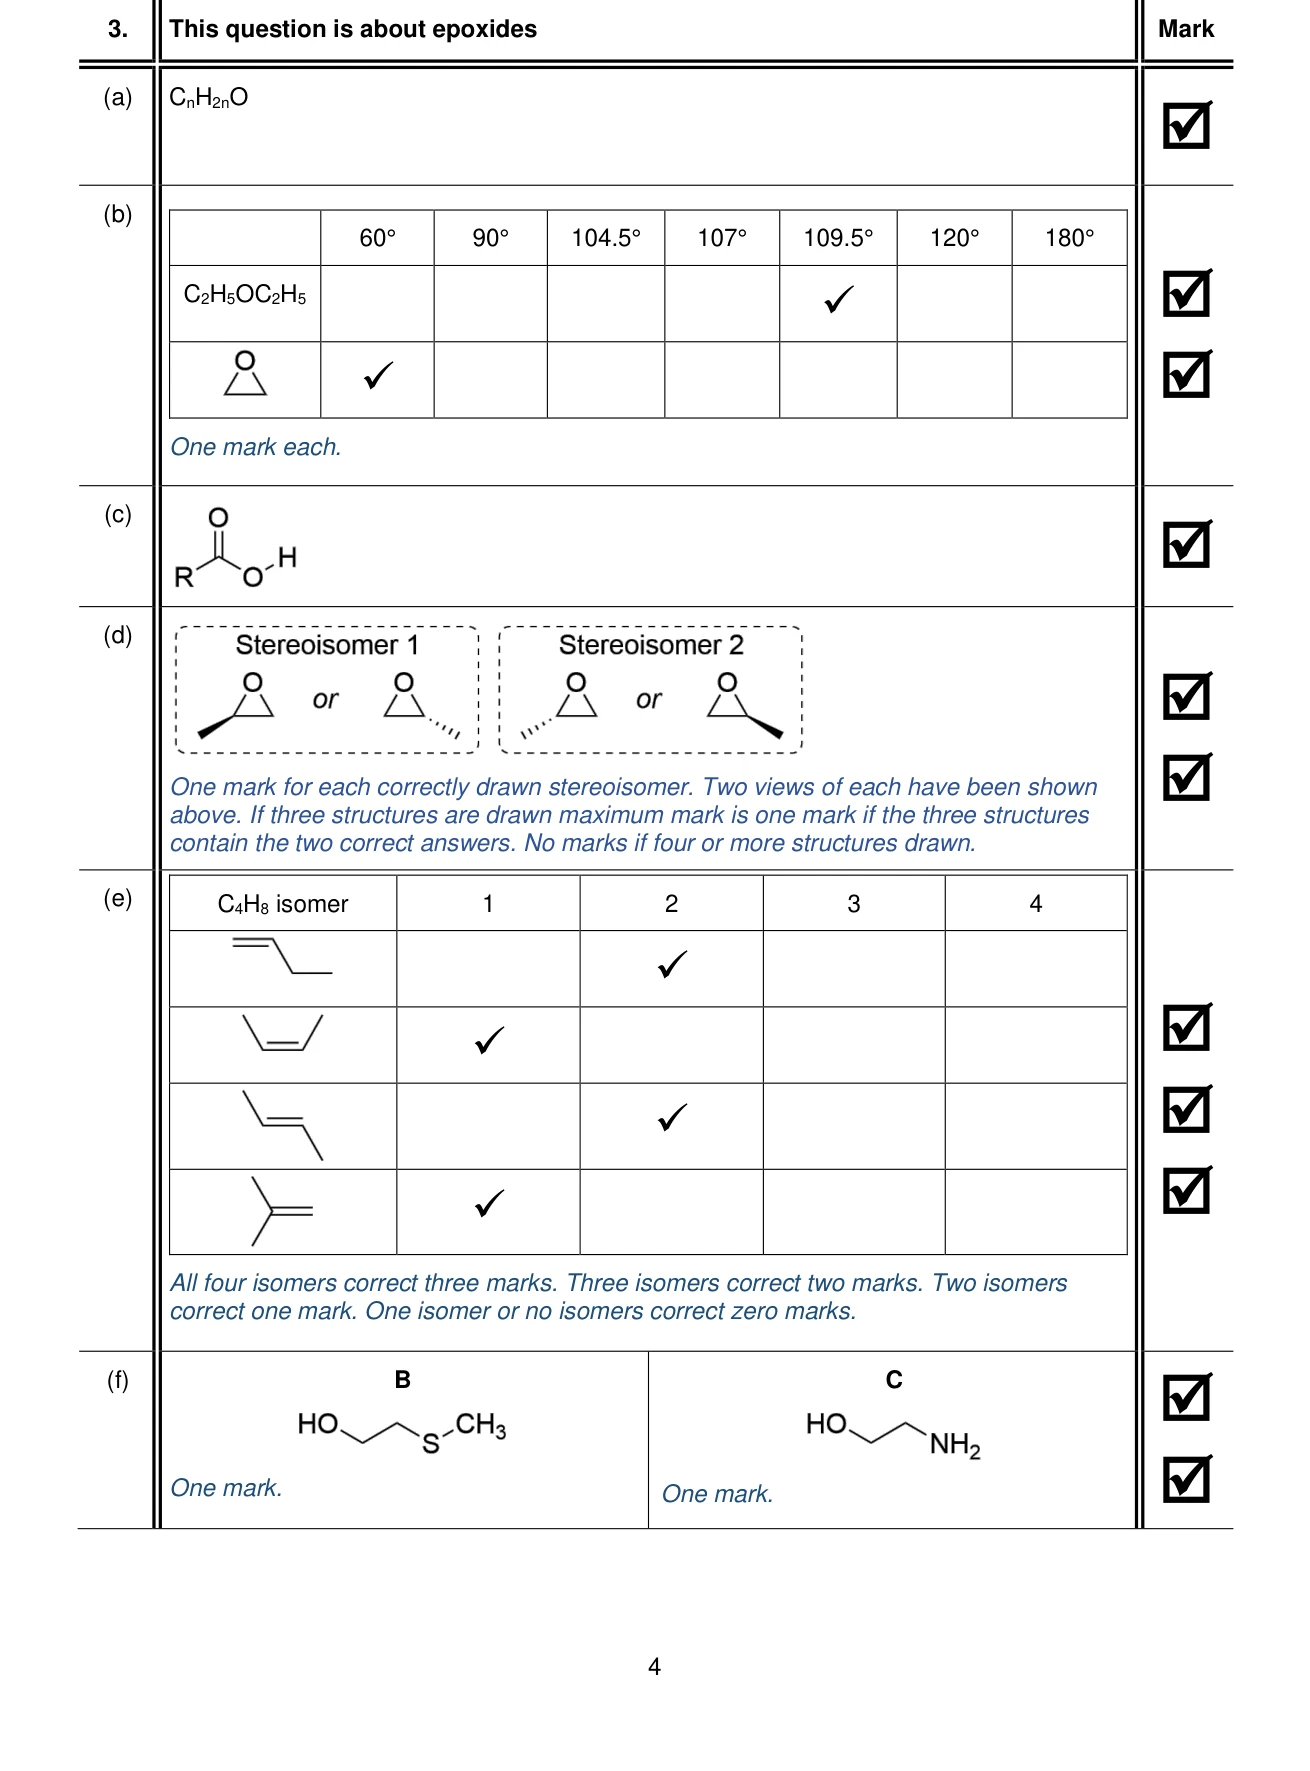 3. This question is about epoxides Mark
(a) CₙH₂ₙO
(b)
60° 90° 104.5° 107° 109.5° 120° 180°
C₂H₅OC₂H₅ ✓
O ✓
One mark each.
(c)
O
R O H
(d)
Stereoisomer 1 Stereoisomer 2
O or O O or O
One mark for each correctly drawn stereoisomer. Two views of each have been shown
above. If three structures are drawn maximum mark is one mark if the three structures
contain the two correct answers. No marks if four or more structures drawn.
(e) C₄H₈ isomer 1 2 3 4
✓
✓
✓
✓
All four isomers correct three marks. Three isomers correct two marks. Two isomers
correct one mark. One isomer or no isomers correct zero marks.
(f) B C
HO S CH₃ HO NH₂
One mark. One mark.
4